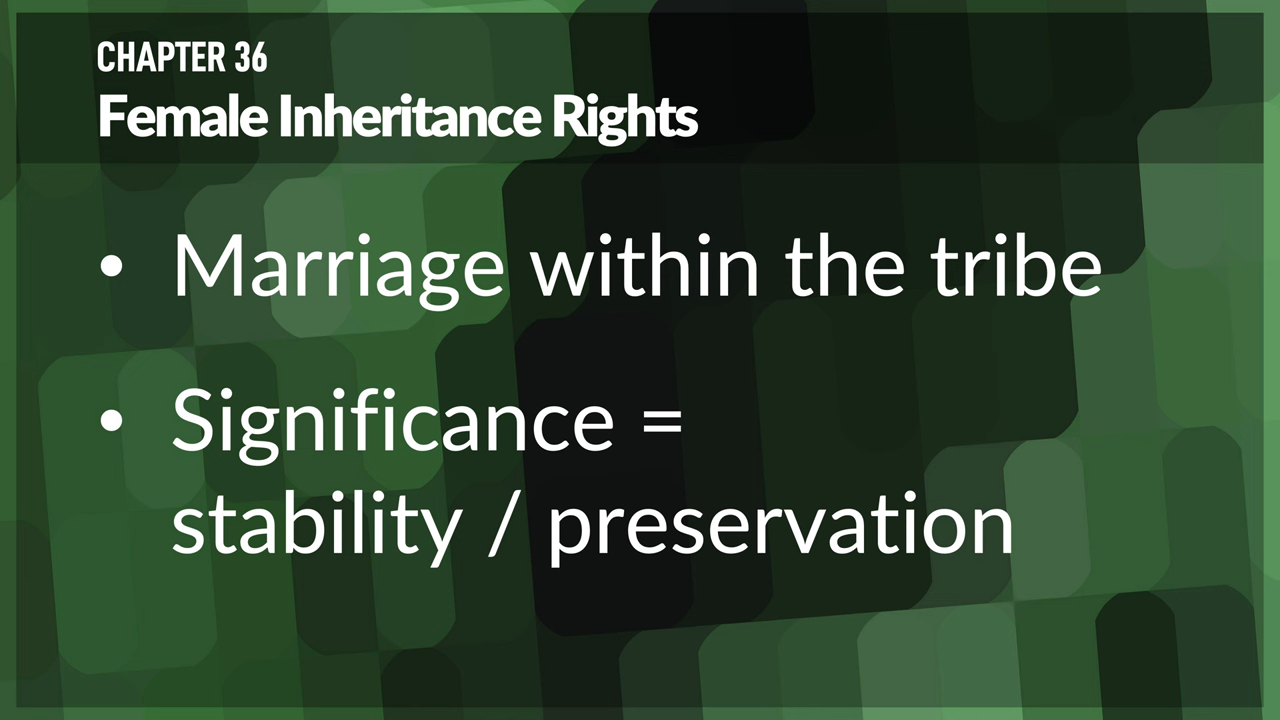 CHAPTER 36
Female Inheritance Rights
• Marriage within the tribe
• Significance =
stability / preservation